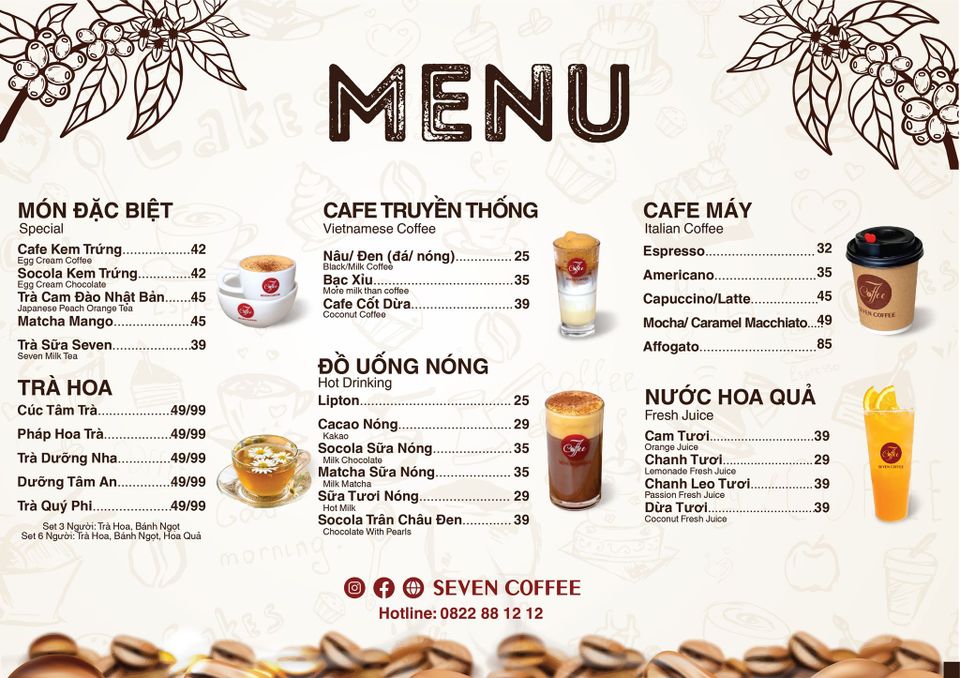 MENU
MÓN ĐẶC BIỆT
Special
Cafe Kem Trứng................42
Egg Cream Coffee
Socola Kem Trứng.............42
Egg Cream Chocolate
Trà Cam Đào Nhật Bản.......45
Japanese Peach Orange Tea
Matcha Mango....................45
Trà Sữa Seven.....................39
Seven Milk Tea
TRÀ HOA
Cúc Tâm Trà...................49/99
Pháp Hoa Trà..................49/99
Trà Dưỡng Nha...............49/99
Dưỡng Tâm An...............49/99
Trà Quý Phi.....................49/99
Set 3 Người: Trà Hoa, Bánh Ngọt
Set 6 Người: Trà Hoa, Bánh Ngọt, Hoa Quả
CAFE TRUYỀN THỐNG
Vietnamese Coffee
Nâu/ Đen (đá/ nóng)............... 25
Black/Milk Coffee
Bạc Xỉu.....................................35
More milk than coffee
Cafe Cốt Dừa........................... 39
Coconut Coffee
ĐỒ UỐNG NÓNG
Hot Drinking
Lipton........................................ 25
Cacao Nóng.............................. 29
Kakao
Socola Sữa Nóng..................... 35
Milk Chocolate
Matcha Sữa Nóng.................... 35
Milk Matcha
Sữa Tươi Nóng........................ 29
Hot Milk
Socola Trân Châu Đen............. 39
Chocolate With Pearls
CAFE MÁY
Italian Coffee
Espresso............................. 32
Americano........................... 35
Capuccino/Latte..................45
Mocha/ Caramel Macchiato....49
Affogato............................... 85
NƯỚC HOA QUẢ
Fresh Juice
Cam Tươi............................39
Orange Juice
Chanh Tươi.........................29
Lemonade Fresh Juice
Chanh Leo Tươi................. 39
Passion Fresh Juice
Dừa Tươi.............................39
Coconut Fresh Juice
7 Coffee
SEVEN COFFEE
7 Coffee
SEVEN COFFEE
SEVEN COFFEE
Hotline: 0822 88 12 12